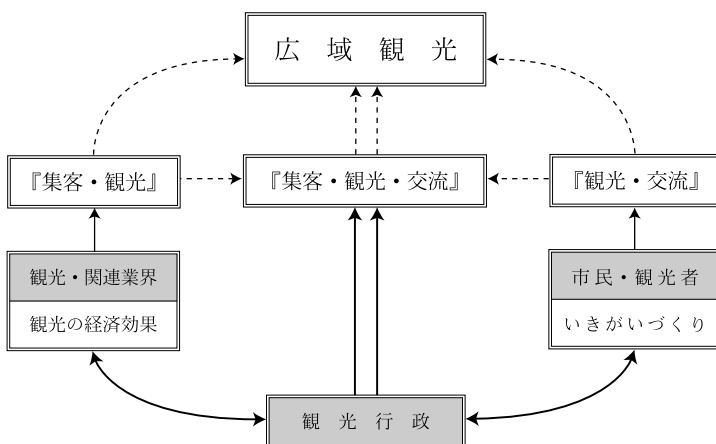 広域観光
『集客・観光』
『集客・観光・交流』
『観光・交流』
観光・関連業界
観光の経済効果
市民・観光者
いきがいづくり
観光行政